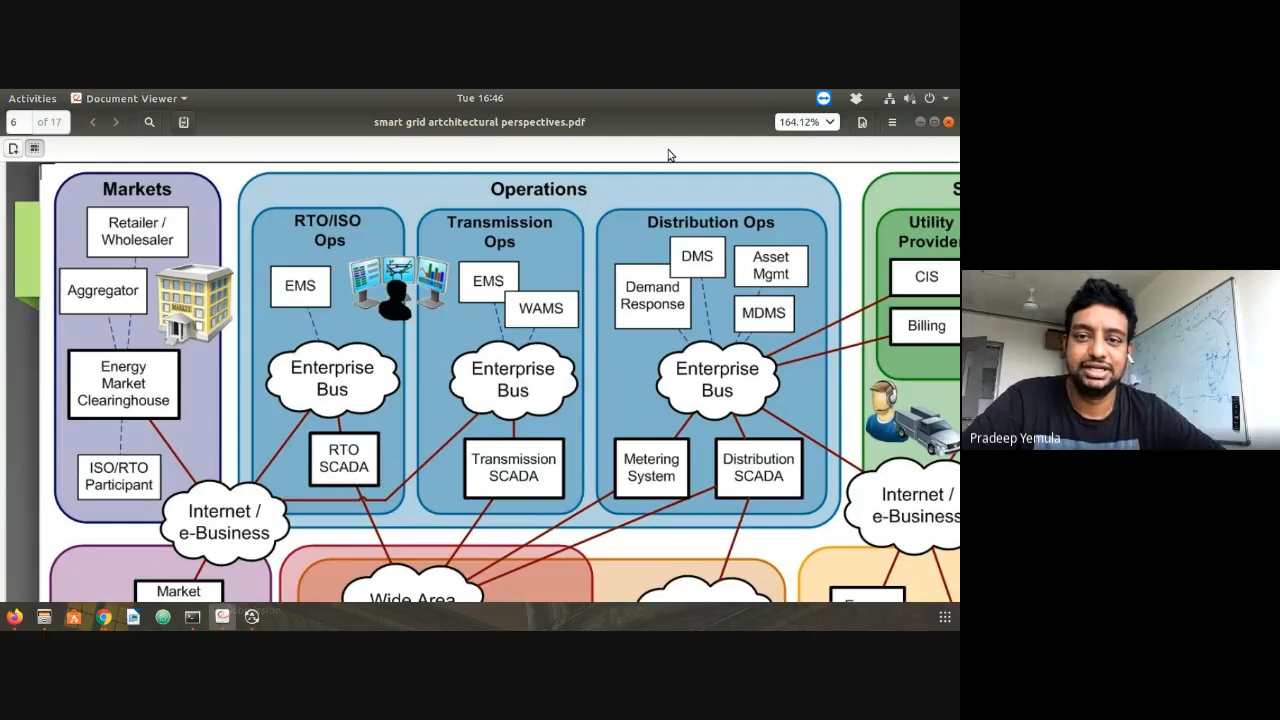 Activities
Document Viewer
Tue 16:46
6
of 17
smart grid artchitectural perspectives.pdf
164.12%
Markets
Retailer /
Wholesaler
Aggregator
MARKET
Energy
Market
Clearinghouse
ISO/RTO
Participant
Internet /
e-Business
Market
Operations
RTO/ISO
Ops
EMS
Enterprise
Bus
RTO
SCADA
Transmission
Ops
EMS
WAMS
Enterprise
Bus
Transmission
SCADA
Wide Area
Distribution Ops
DMS
Asset
Mgmt
Demand
Response
MDMS
Enterprise
Bus
Metering
System
Distribution
SCADA
S
Utility
Provider
CIS
Billing
Internet /
e-Business
Pradeep Yemula